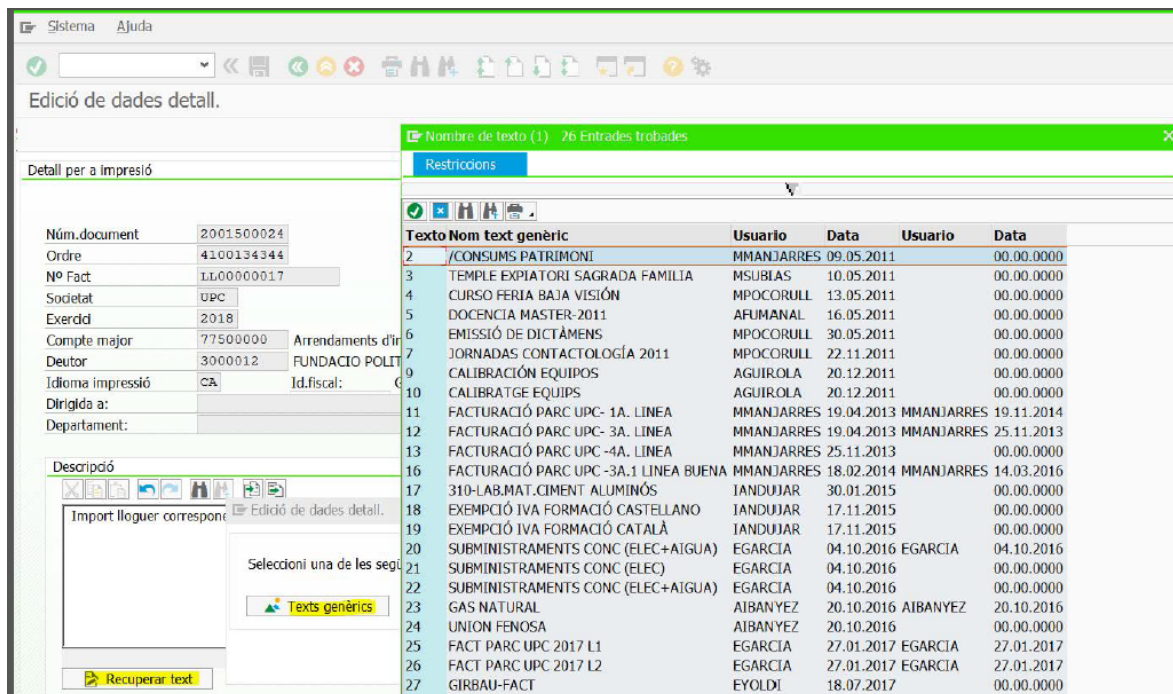 Sistema Ajuda
Edició de dades detall.
Detall per a impresió
Núm.document 2001500024
Ordre 4100134344
Nº Fact LL00000017
Societat UPC
Exercici 2018
Compte major 77500000 Arrendaments d'in
Deutor 3000012 FUNDACIO POLIT
Idioma impressió CA Id.fiscal: G
Dirigida a:
Departament:
Descripció
Import lloguer correspone
Recuperar text
Edició de dades detall.
Seleccioni una de les segü
Texts genèrics
Nombre de texto (1) 26 Entrades trobades
Restriccions
Texto Nom text genèric Usuario Data Usuario Data
2 /CONSUMS PATRIMONI MMANJARRES 09.05.2011 00.00.0000
3 TEMPLE EXPIATORI SAGRADA FAMILIA MSUBIAS 10.05.2011 00.00.0000
4 CURSO FERIA BAJA VISIÓN MPOCORULL 13.05.2011 00.00.0000
5 DOCENCIA MASTER-2011 AFUMANAL 16.05.2011 00.00.0000
6 EMISSIÓ DE DICTÀMENS MPOCORULL 30.05.2011 00.00.0000
7 JORNADAS CONTACTOLOGÍA 2011 MPOCORULL 22.11.2011 00.00.0000
9 CALIBRACIÓN EQUIPOS AGUIROLA 20.12.2011 00.00.0000
10 CALIBRATGE EQUIPS AGUIROLA 20.12.2011 00.00.0000
11 FACTURACIÓ PARC UPC- 1A. LINEA MMANJARRES 19.04.2013 MMANJARRES 19.11.2014
12 FACTURACIÓ PARC UPC- 3A. LINEA MMANJARRES 19.04.2013 MMANJARRES 25.11.2013
13 FACTURACIÓ PARC UPC -4A. LINEA MMANJARRES 25.11.2013 00.00.0000
16 FACTURACIÓ PARC UPC -3A.1 LINEA BUENA MMANJARRES 18.02.2014 MMANJARRES 14.03.2016
17 310-LAB.MAT.CIMENT ALUMINÓS IANDUJAR 30.01.2015 00.00.0000
18 EXEMPCIÓ IVA FORMACIÓ CASTELLANO IANDUJAR 17.11.2015 00.00.0000
19 EXEMPCIÓ IVA FORMACIÓ CATALÀ IANDUJAR 17.11.2015 00.00.0000
20 SUBMINISTRAMENTS CONC (ELEC+AIGUA) EGARCIA 04.10.2016 EGARCIA 04.10.2016
21 SUBMINISTRAMENTS CONC (ELEC) EGARCIA 04.10.2016 00.00.0000
22 SUBMINISTRAMENTS CONC (ELEC+AIGUA) EGARCIA 04.10.2016 00.00.0000
23 GAS NATURAL AIBANYEZ 20.10.2016 AIBANYEZ 20.10.2016
24 UNION FENOSA AIBANYEZ 20.10.2016 00.00.0000
25 FACT PARC UPC 2017 L1 EGARCIA 27.01.2017 EGARCIA 27.01.2017
26 FACT PARC UPC 2017 L2 EGARCIA 27.01.2017 EGARCIA 27.01.2017
27 GIRBAU-FACT EYOLDI 18.07.2017 00.00.0000